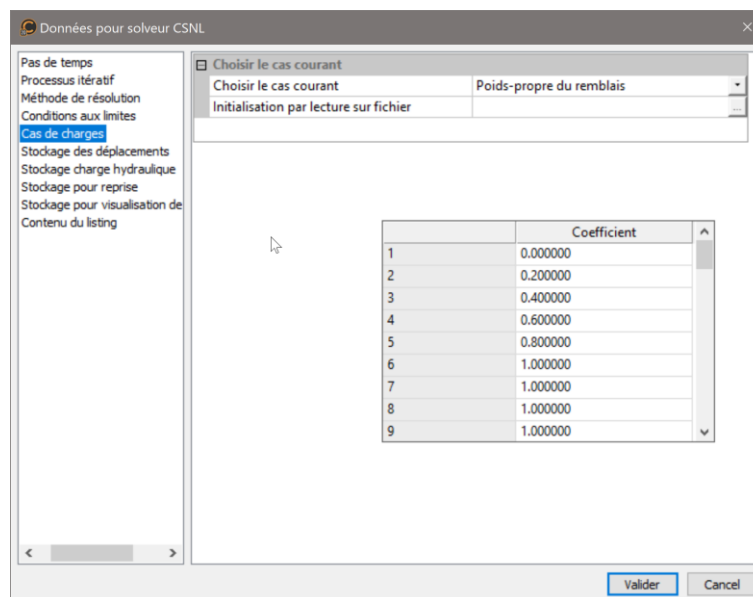 Données pour solveur CSNL
Pas de temps
Processus itératif
Méthode de résolution
Conditions aux limites
Cas de charges
Stockage des déplacements
Stockage charge hydraulique
Stockage pour reprise
Stockage pour visualisation de
Contenu du listing
Choisir le cas courant
Choisir le cas courant Poids-propre du remblais
Initialisation par lecture sur fichier ...
Coefficient
1 0.000000
2 0.200000
3 0.400000
4 0.600000
5 0.800000
6 1.000000
7 1.000000
8 1.000000
9 1.000000
Valider Cancel